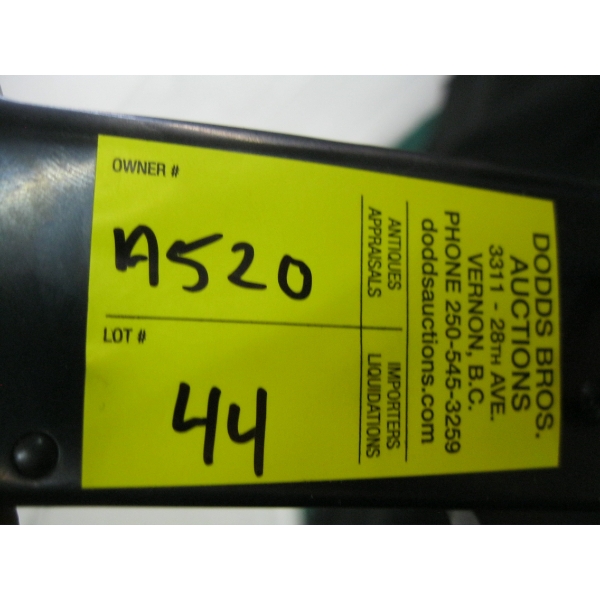 DODDS BROS.
AUCTIONS
3311 - 28TH AVE.
VERNON, B.C.
PHONE 250-545-3259
doddsauctions.com
ANTIQUES
APPRAISALS
IMPORTERS
LIQUIDATIONS
OWNER #
A520
LOT #
44